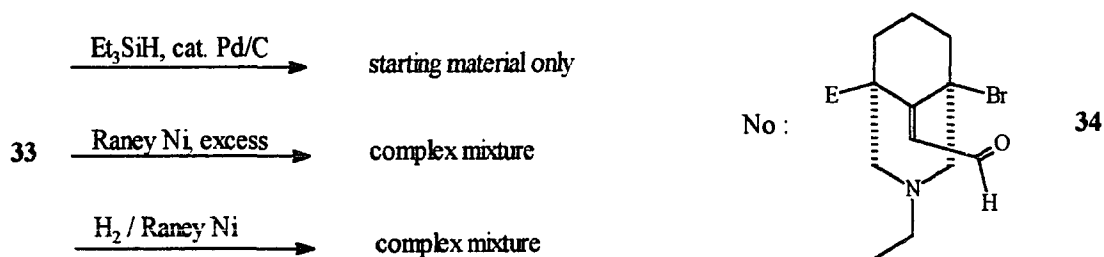 Et₃SiH, cat. Pd/C
starting material only
33
Raney Ni, excess
complex mixture
H₂ / Raney Ni
complex mixture
No :
E
Br
O
H
N
34